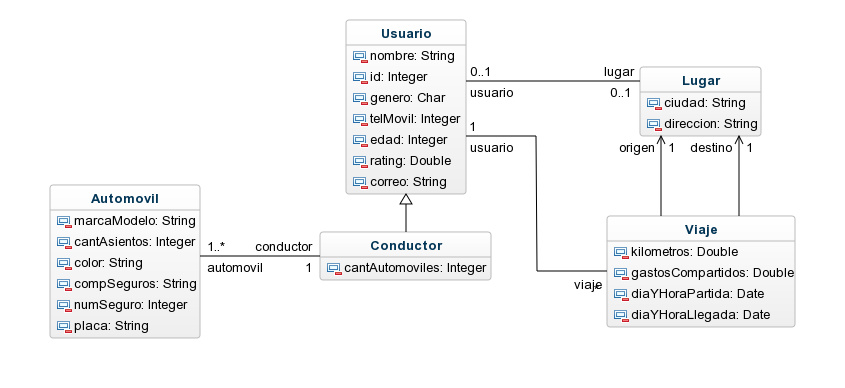 Usuario
nombre: String
id: Integer
genero: Char
telMovil: Integer
edad: Integer
rating: Double
correo: String
0..1
lugar
usuario
0..1
Lugar
ciudad: String
direccion: String
1
usuario
origen
1
destino
1
Automovil
marcaModelo: String
cantAsientos: Integer
color: String
compSeguros: String
numSeguro: Integer
placa: String
1..*
conductor
automovil
1
Conductor
cantAutomoviles: Integer
viaje
Viaje
kilometros: Double
gastosCompartidos: Double
diaYHoraPartida: Date
diaYHoraLlegada: Date